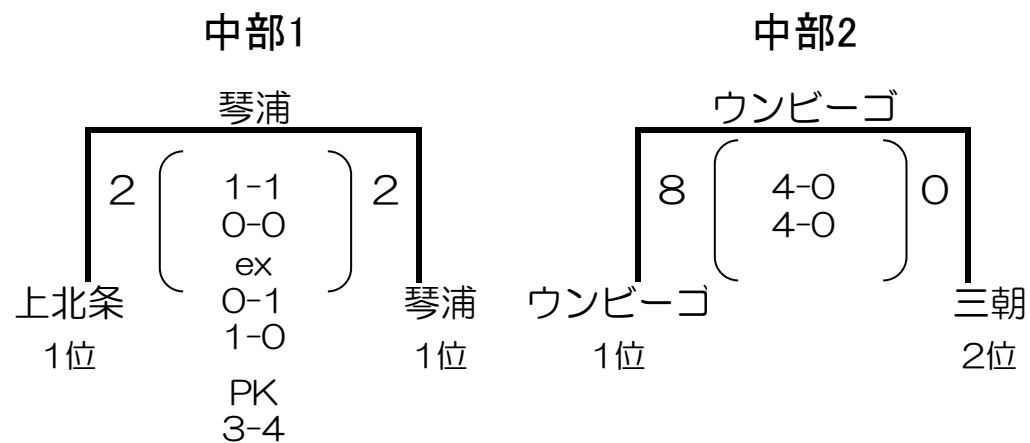 中部1
琴浦
2 1-1 2
0-0
ex
0-1
1-0
PK
3-4
上北条 琴浦
1位 1位
中部2
ウンビーゴ
8 4-0 0
4-0
ウンビーゴ 三朝
1位 2位